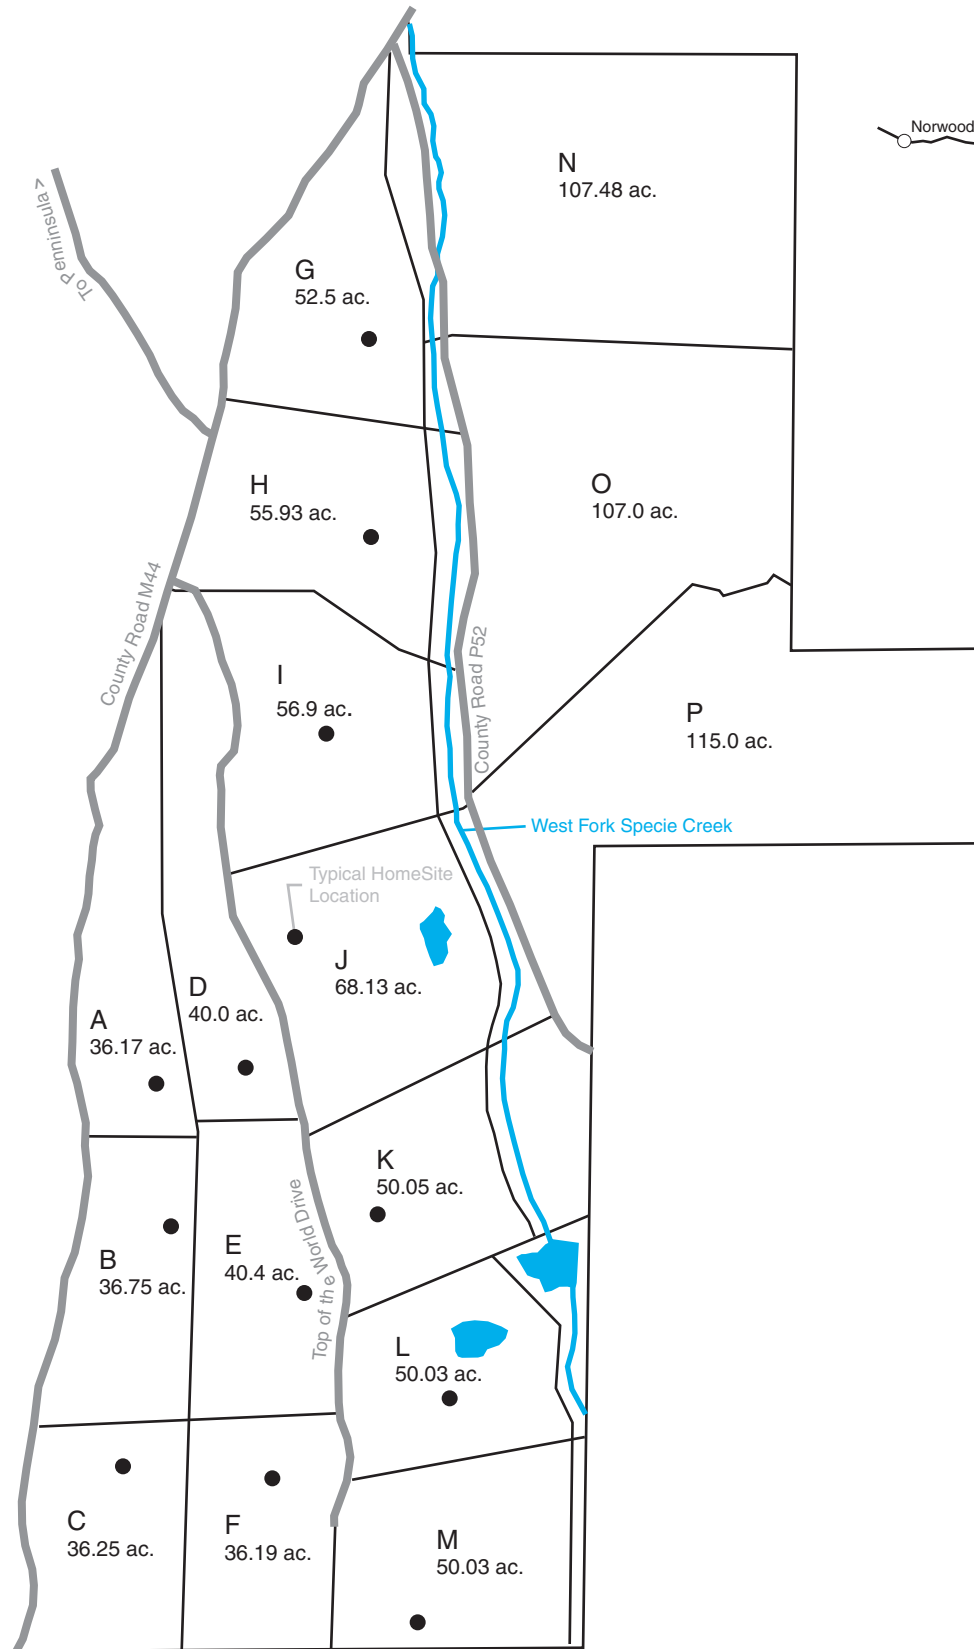 N
107.48 ac.
Norwood
To Penninsula >
G
52.5 ac.
H
55.93 ac.
O
107.0 ac.
County Road M44
County Road P52
I
56.9 ac.
P
115.0 ac.
West Fork Specie Creek
Typical HomeSite
Location
J
68.13 ac.
D
40.0 ac.
A
36.17 ac.
K
50.05 ac.
B
36.75 ac.
E
40.4 ac.
Top of the World Drive
L
50.03 ac.
C
36.25 ac.
F
36.19 ac.
M
50.03 ac.